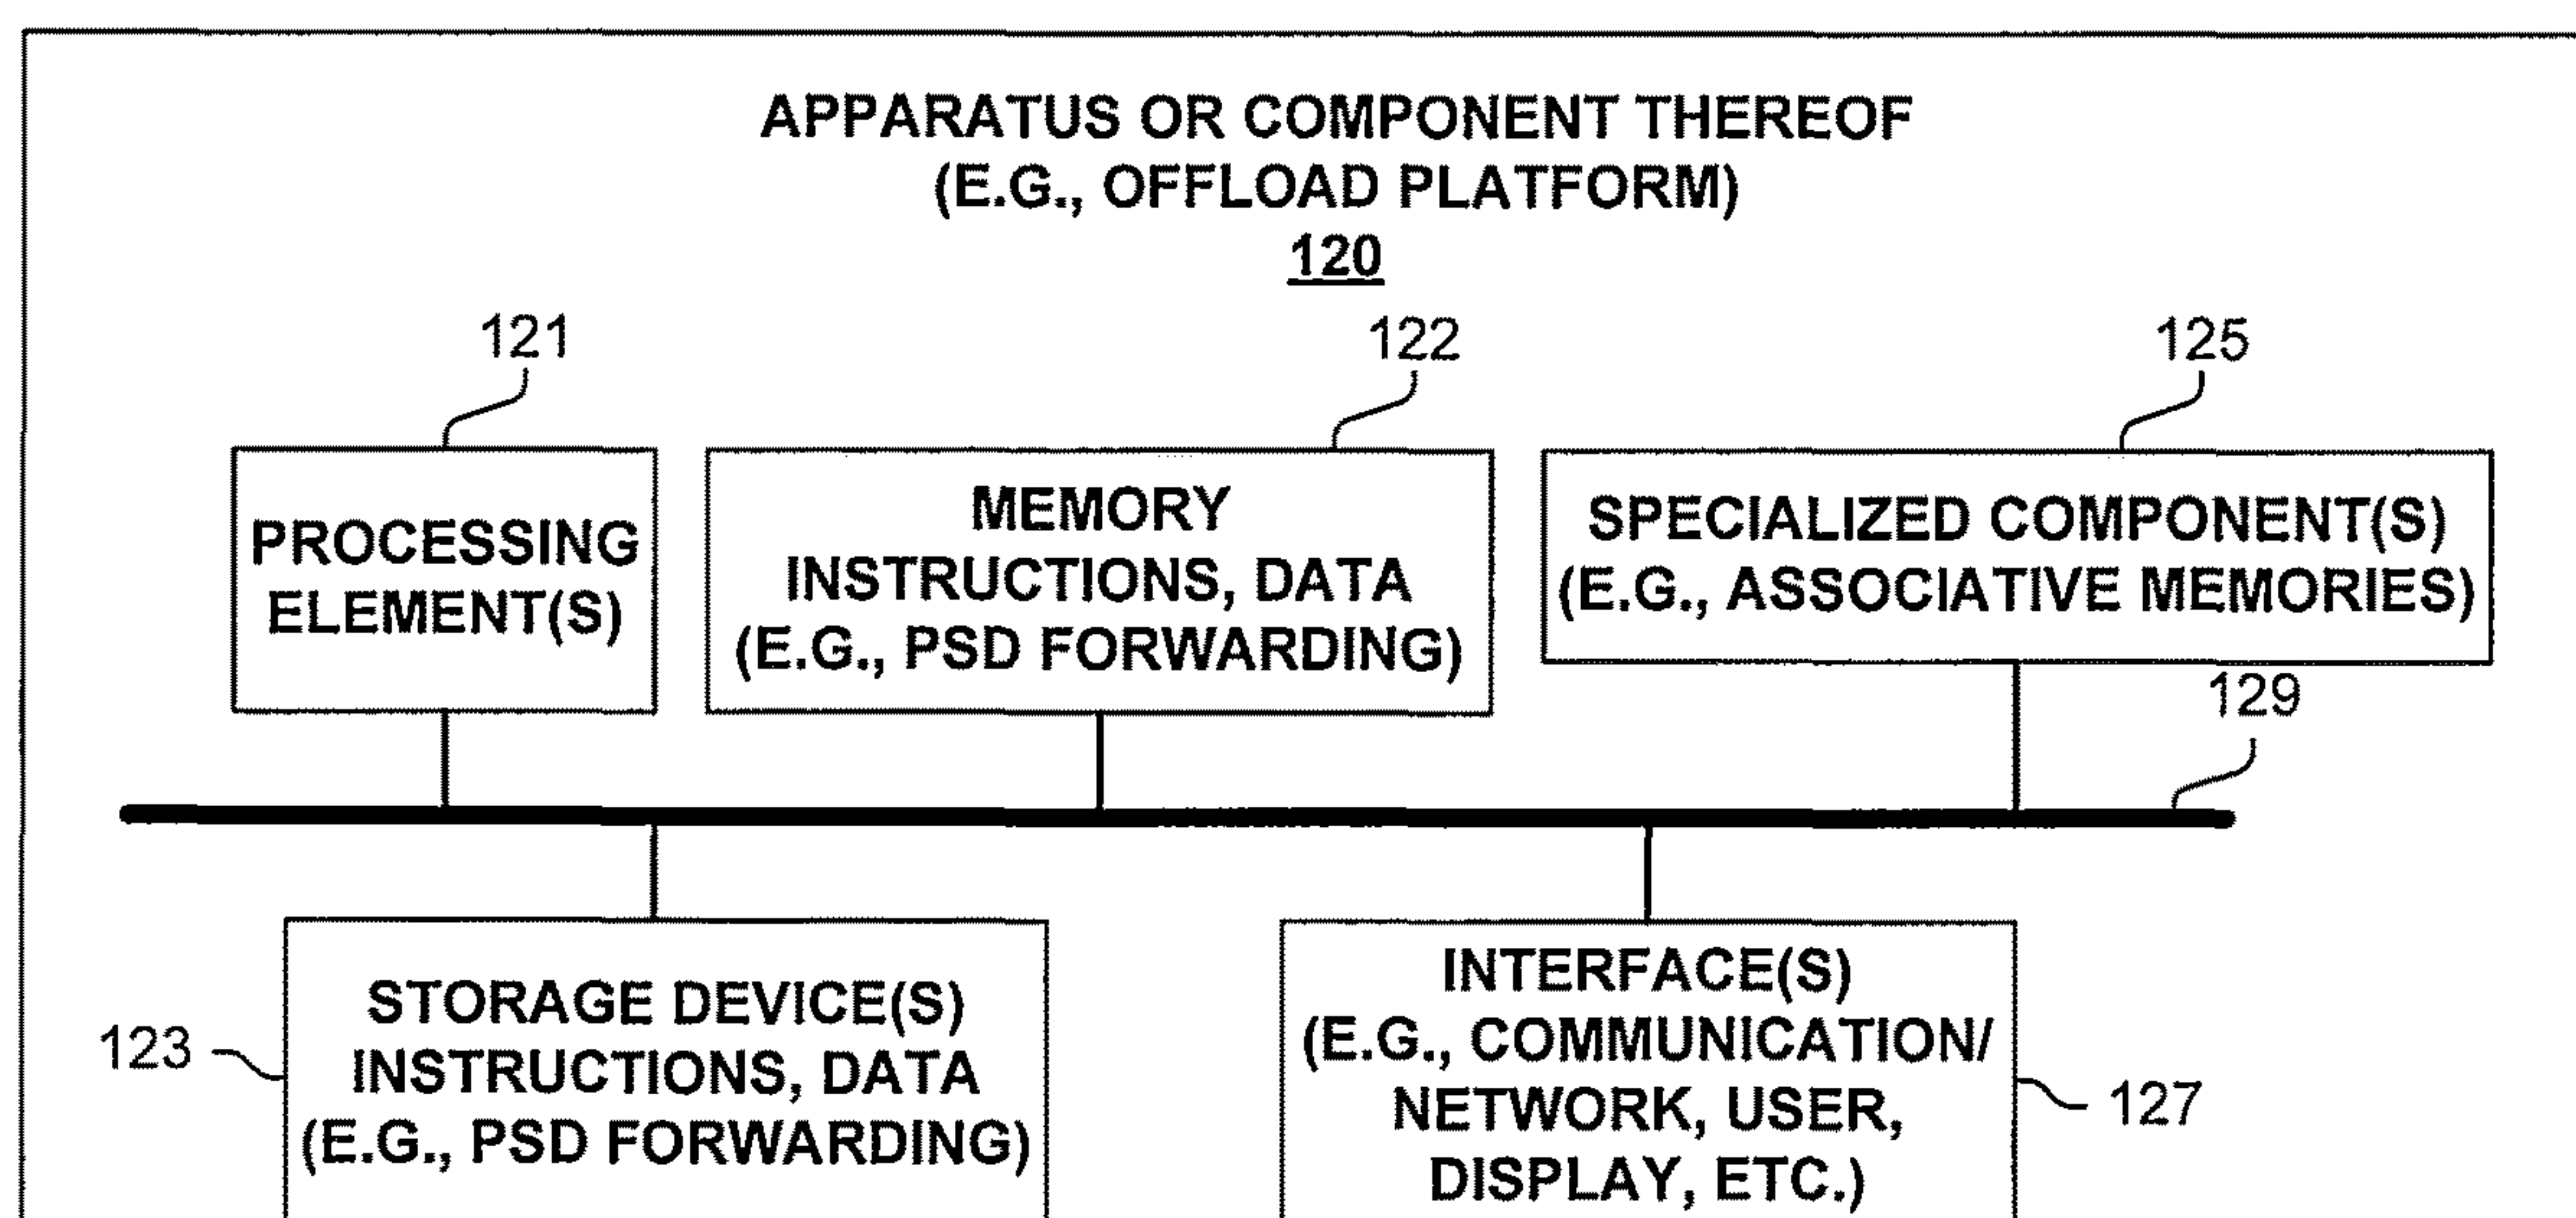 APPARATUS OR COMPONENT THEREOF
(E.G., OFFLOAD PLATFORM)
120
121
122
125
PROCESSING
ELEMENT(S)
MEMORY
INSTRUCTIONS, DATA
(E.G., PSD FORWARDING)
SPECIALIZED COMPONENT(S)
(E.G., ASSOCIATIVE MEMORIES)
129
123
STORAGE DEVICE(S)
INSTRUCTIONS, DATA
(E.G., PSD FORWARDING)
INTERFACE(S)
(E.G., COMMUNICATION/
NETWORK, USER,
DISPLAY, ETC.)
127